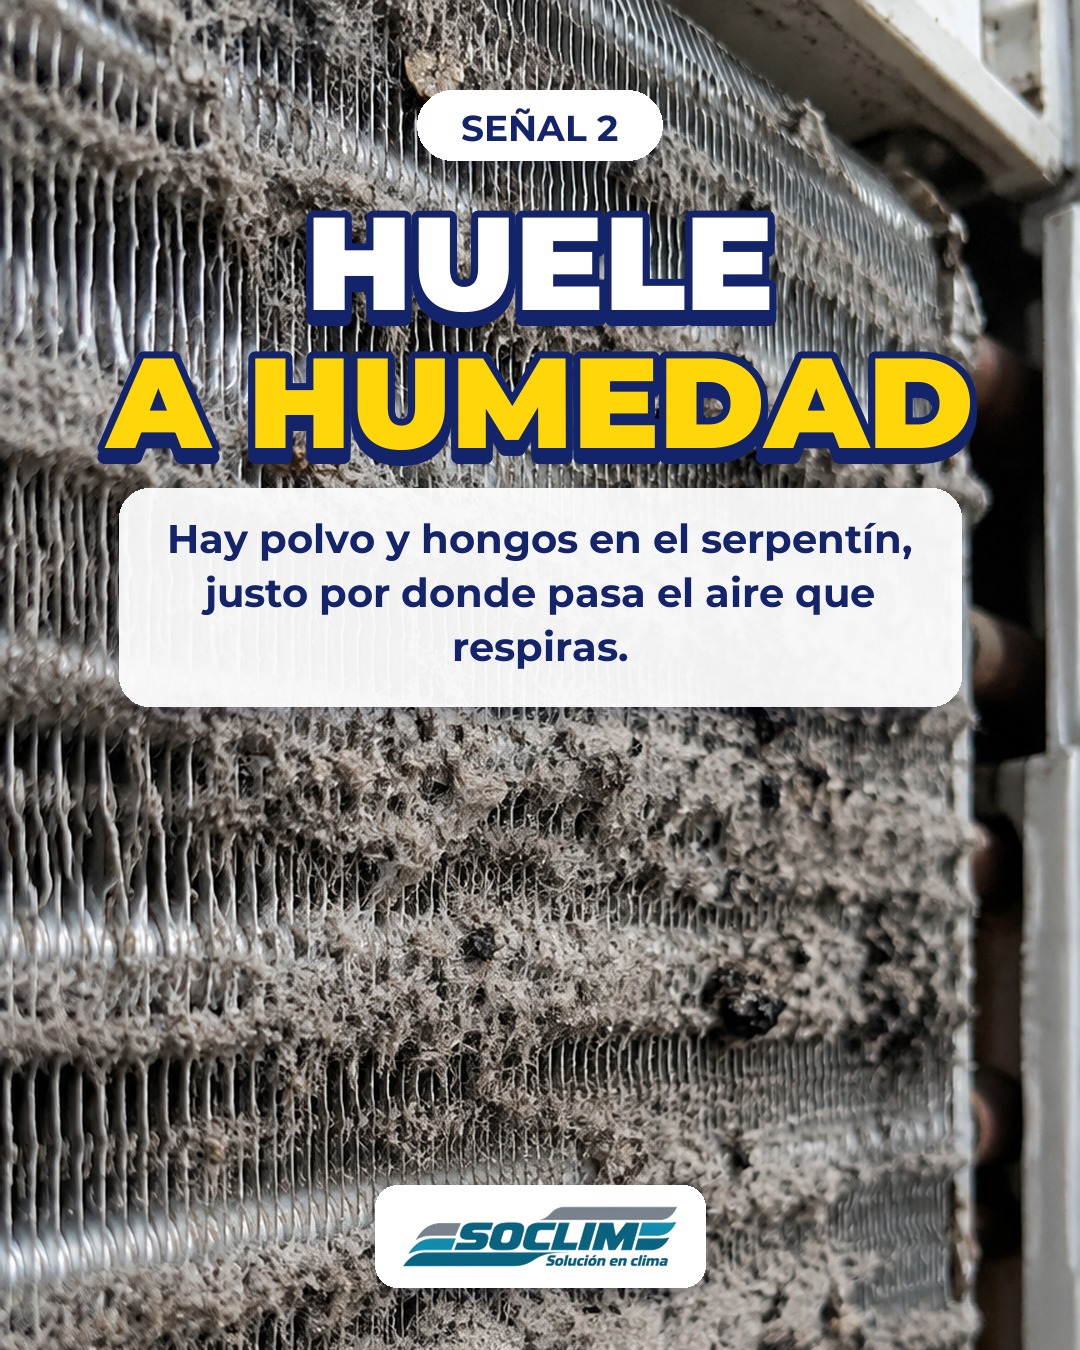 SEÑAL 2
HUELE
A HUMEDAD
Hay polvo y hongos en el serpentín,
justo por donde pasa el aire que
respiras.
SOCLIM
Solución en clima